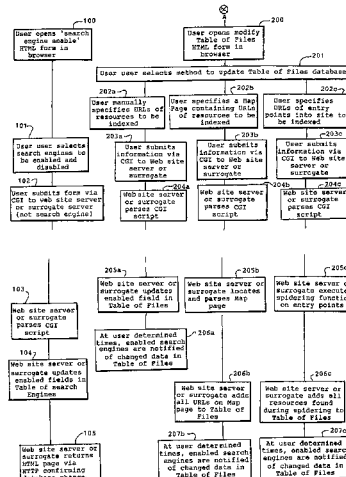 100
User opens 'search
engine enable'
HTML form in
browser
A
200
User opens modify
Table of Files
HTML form in
browser
201
User user selects method to update Table of Files database
202a
User manually
specifies URLs of
resources to be
indexed
202b
User specifies a Map
Page containing URLs
of resources to be
indexed
202c
User specifies
URLs of entry
points into site to
be indexed
101
User user selects
search engines to
be enabled and
disabled
203a
User submits
information via
CGI to Web site
server or
surrogate
203b
User submits
information via
CGI to Web site
server or
surrogate
203c
User submits
information via
CGI to Web site
server or
surrogate
102
User submits form via
CGI to web site server
or surrogate server
(not search engine)
204a
Web site server
or surrogate
parses CGI
script
204b
Web site server
or surrogate
parses CGI
script
204c
Web site server
or surrogate
parses CGI
script
103
Web site server
or surrogate
parses CGI
script
205a
Web site server or
surrogate updates
enabled field in
Table of Files
205b
Web site server or
surrogate locates
and parses Map
page
205c
Web site server
surrogate execute
spidering functi
on entry points
206a
At user determined
times, enabled search
engines are notified
of changed data in
Table of Files
104
Web site server or
surrogate updates
enabled fields in
Table of Search
Engines
206b
Web site server
or surrogate adds
all URLs on Map
page to Table of
Files
206c
Web site server or
surrogate adds all
resources found
during spidering to
Table of Files
105
Web site server or
surrogate returns
HTML page via
HTTP confirming
207b
At user determined
times, enabled search
engines are notified
of changed data in
Table of Files
207c
At user determined
times, enabled searc
engines are notified
of changed data in
Table of Files